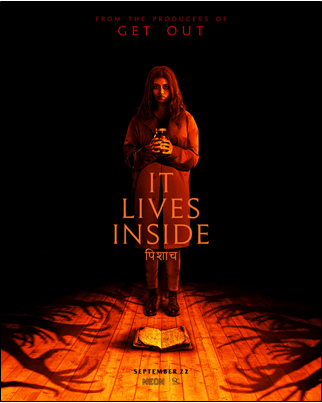 FROM THE PRODUCERS OF
GET OUT
IT
LIVES
INSIDE
पिशाच
SEPTEMBER 22
NEON